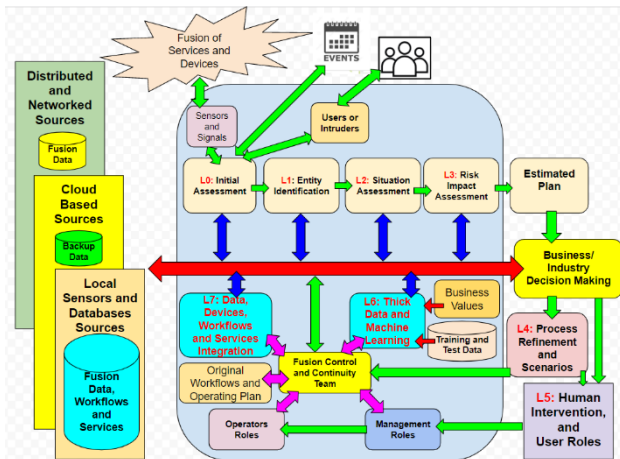 Fusion of
Services and
Devices
EVENTS
Distributed
and
Networked
Sources
Fusion
Data
Cloud
Based
Sources
Backup
Data
Local
Sensors and
Databases
Sources
Fusion
Data,
Workflows
and
Services
Sensors
and
Signals
Users or
Intruders
L0: Initial
Assessment
L1: Entity
Identification
L2: Situation
Assessment
L3: Risk
Impact
Assessment
Estimated
Plan
Business/
Industry
Decision Making
L7: Data,
Devices,
Workflows
and Services
Integration
L6: Thick
Data and
Machine
Learning
Business
Values
Training and
Test Data
L4: Process
Refinement
and
Scenarios
Fusion Control
and Continuity
Team
Original
Workflows and
Operating Plan
L5: Human
Intervention,
and
User Roles
Operators
Roles
Management
Roles